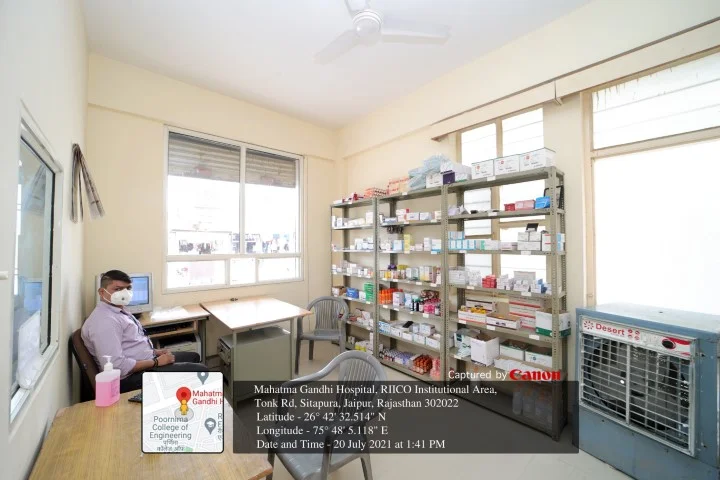 Desert
Captured by Canon
Mahatma Gandhi Hospital, RIICO Institutional Area,
Tonk Rd, Sitapura, Jaipur, Rajasthan 302022
Latitude - 26° 42' 32.514" N
Longitude - 75° 48' 5.118" E
Date and Time - 20 July 2021 at 1:41 PM
Mahatm
Gandhi H
Poornima
College of
Engineering